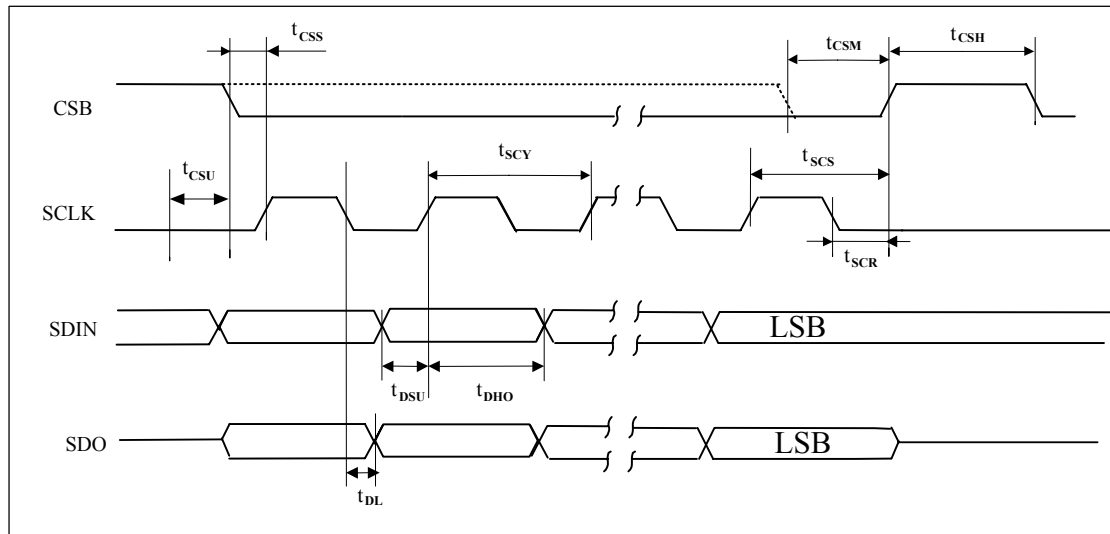 tCSS
tCSM
tCSH
CSB
tCSU
tSCY
tSCS
SCLK
tSCR
SDIN
LSB
tDSU
tDHO
SDO
LSB
tDL